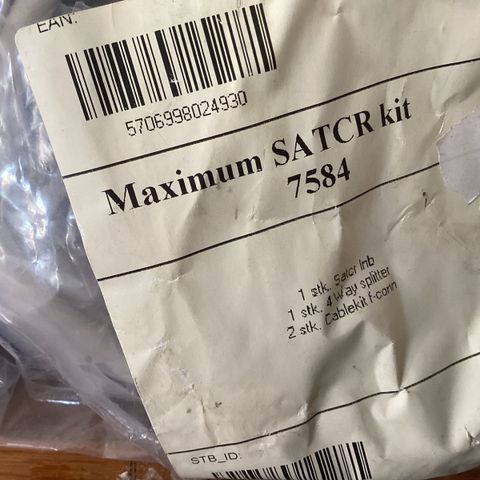 EAN:
5706998024930
Maximum SATCR kit
7584
1 stk. Satcr lnb
1 stk. 4 Way splitter
2 stk. Cablekit f-conn
STB_ID: